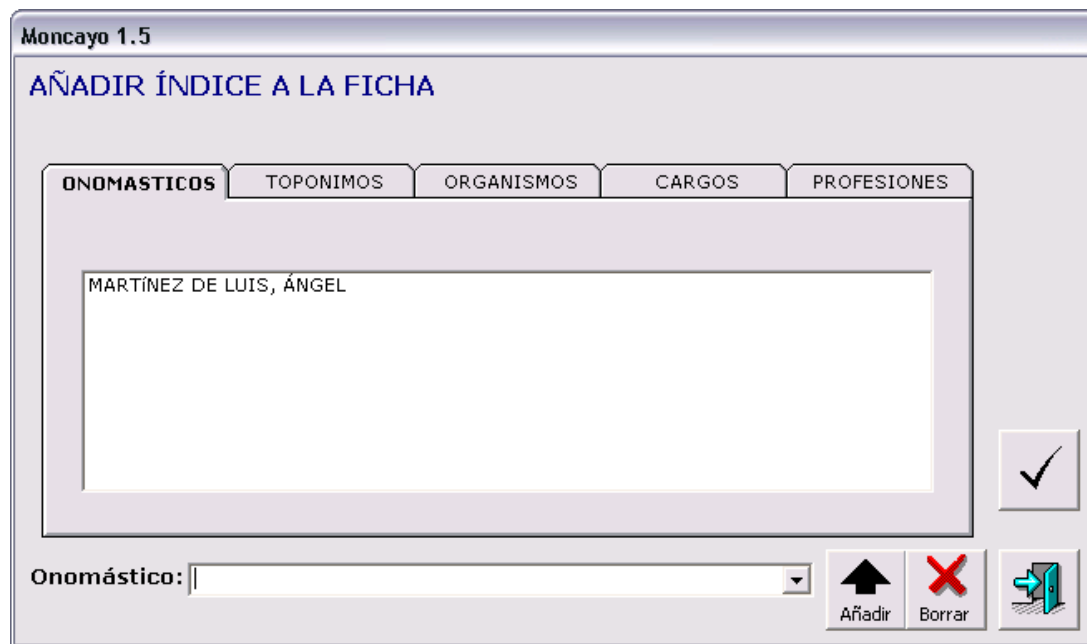 Moncayo 1.5
AÑADIR ÍNDICE A LA FICHA
ONOMASTICOS TOPONIMOS ORGANISMOS CARGOS PROFESIONES
MARTíNEZ DE LUIS, ÁNGEL
Onomástico:
Añadir Borrar